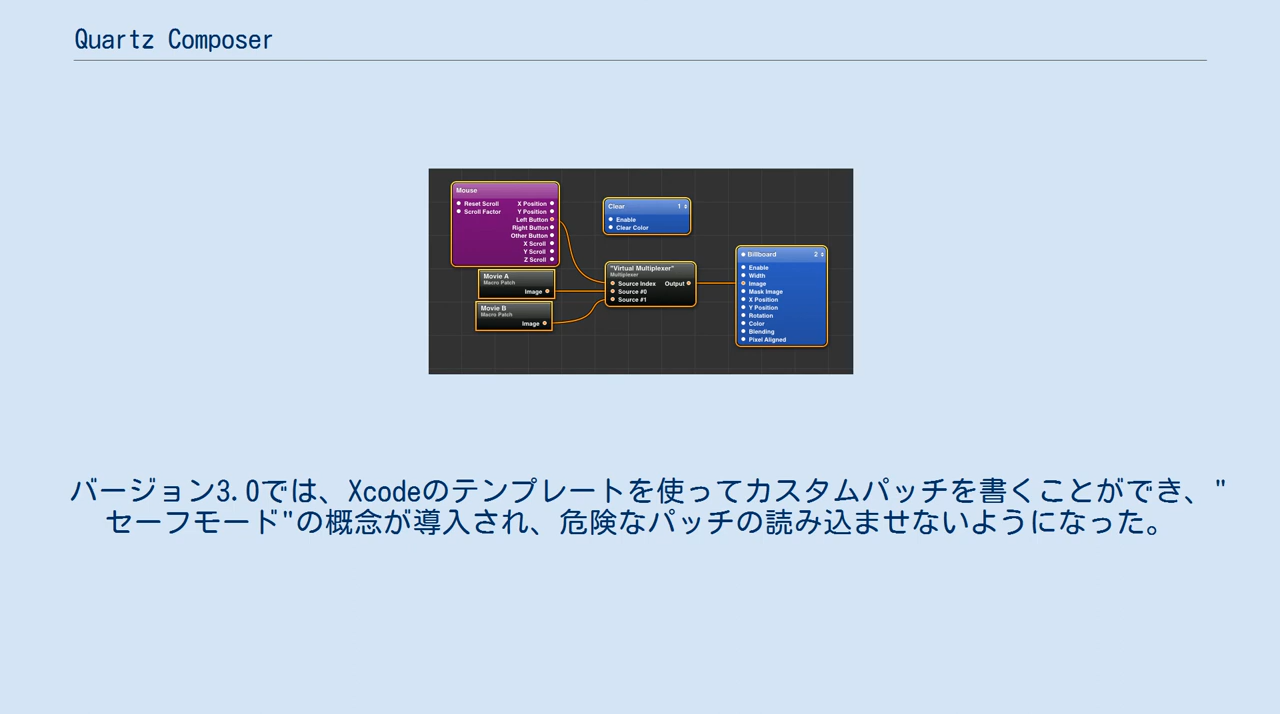 Quartz Composer
Mouse
Reset Scroll X Position
Scroll Factor Y Position
Left Button
Right Button
Other Button
X Scroll
Y Scroll
Z Scroll
Clear 1
Enable
Clear Color
Movie A
Macro Patch
Image
Movie B
Macro Patch
Image
"Virtual Multiplexer"
Multiplexer
Source Index Output
Source #0
Source #1
Billboard 2
Enable
Width
Image
Mask Image
X Position
Y Position
Rotation
Color
Blending
Pixel Aligned
バージョン3.0では、Xcodeのテンプレートを使ってカスタムパッチを書くことができ、"
セーフモード"の概念が導入され、危険なパッチの読み込ませないようになった。